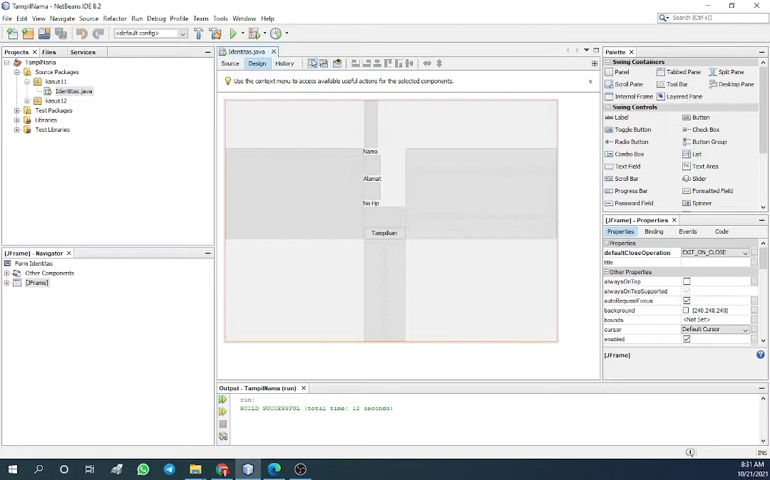 TampilNama - NetBeans IDE 8.2
File Edit View Navigate Source Refactor Run Debug Profile Team Tools Window Help
Search (Ctrl+I)
<default config>
Projects Files Services
TampilNama
Source Packages
kasus11
Identitas.java
kasus12
Test Packages
Libraries
Test Libraries
Identitas.java
Source Design History
Use the context menu to access available useful actions for the selected components.
Nama
Alamat
No Hp
Tampilkan
Palette
Swing Containers
Panel Tabbed Pane Split Pane
Scroll Pane Tool Bar Desktop Pane
Internal Frame Layered Pane
Swing Controls
Label Button
Toggle Button Check Box
Radio Button Button Group
Combo Box List
Text Field Text Area
Scroll Bar Slider
Progress Bar Formatted Field
Password Field Spinner
[JFrame] - Properties
Properties Binding Events Code
Properties
defaultCloseOperation EXIT_ON_CLOSE
title
Other Properties
alwaysOnTop
alwaysOnTopSupported
autoRequestFocus
background [240,240,240]
bounds <Not Set>
cursor Default Cursor
enabled
[JFrame]
[JFrame] - Navigator
Form Identitas
Other Components
[JFrame]
Output - TampilNama (run)
run:
BUILD SUCCESSFUL (total time: 12 seconds)
INS
8:31 AM
10/21/2021